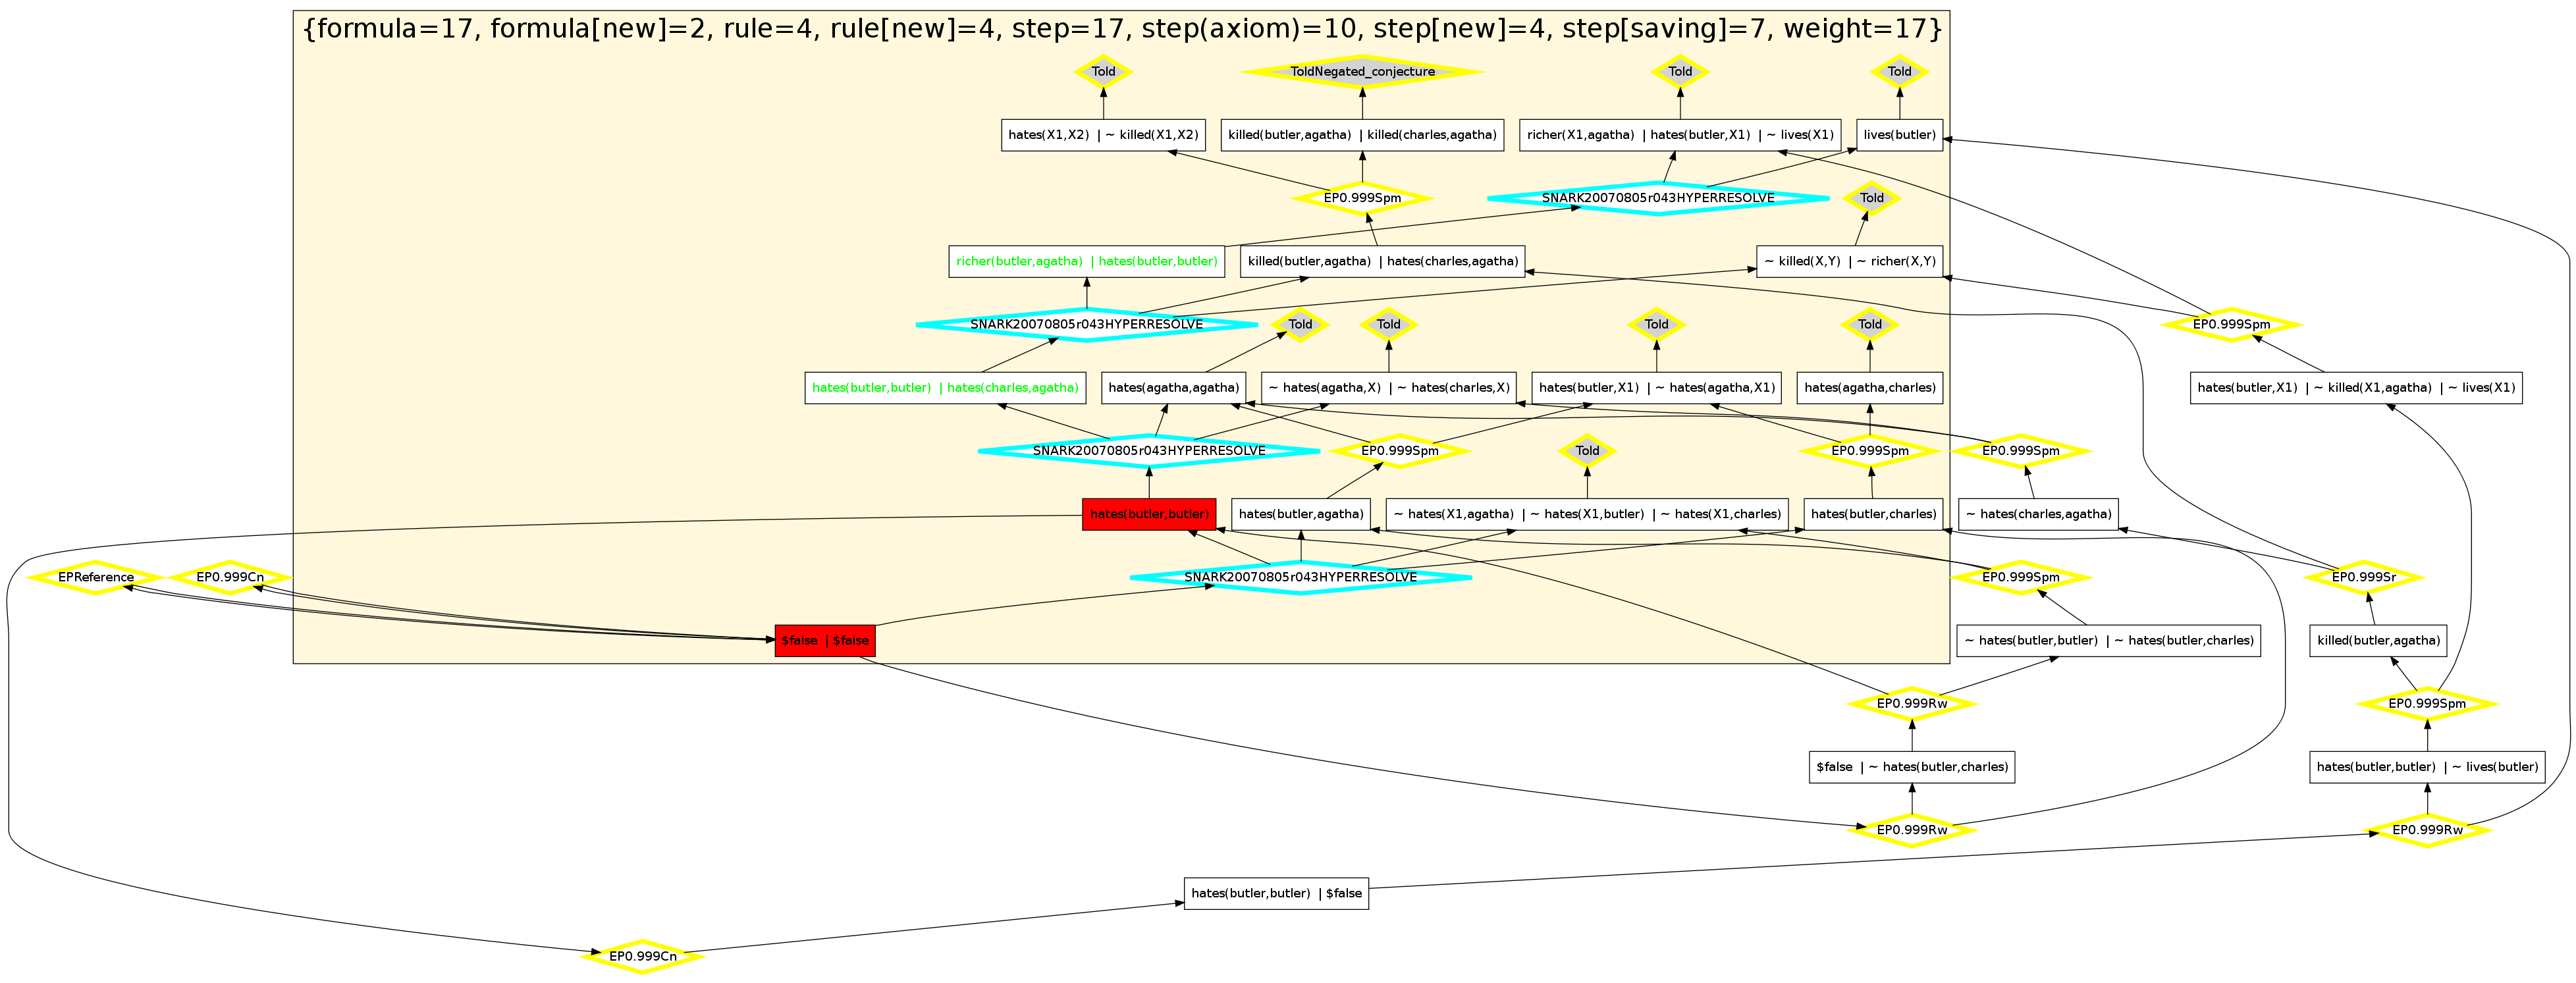 {formula=17, formula[new]=2, rule=4, rule[new]=4, step=17, step(axiom)=10, step[new]=4, step[saving]=7, weight=17}
Told
ToldNegated_conjecture
Told
Told
hates(X1,X2) | ~ killed(X1,X2)
killed(butler,agatha) | killed(charles,agatha)
richer(X1,agatha) | hates(butler,X1) | ~ lives(X1)
lives(butler)
EP0.999Spm
SNARK20070805r043HYPERRESOLVE
Told
richer(butler,agatha) | hates(butler,butler)
killed(butler,agatha) | hates(charles,agatha)
~ killed(X,Y) | ~ richer(X,Y)
SNARK20070805r043HYPERRESOLVE
Told
Told
Told
Told
EP0.999Spm
hates(butler,butler) | hates(charles,agatha)
hates(agatha,agatha)
~ hates(agatha,X) | ~ hates(charles,X)
hates(butler,X1) | ~ hates(agatha,X1)
hates(agatha,charles)
hates(butler,X1) | ~ killed(X1,agatha) | ~ lives(X1)
SNARK20070805r043HYPERRESOLVE
EP0.999Spm
Told
EP0.999Spm
EP0.999Spm
hates(butler,butler)
hates(butler,agatha)
~ hates(X1,agatha) | ~ hates(X1,butler) | ~ hates(X1,charles)
hates(butler,charles)
~ hates(charles,agatha)
EPReference
EP0.999Cn
SNARK20070805r043HYPERRESOLVE
EP0.999Spm
EP0.999Sr
$false | $false
~ hates(butler,butler) | ~ hates(butler,charles)
killed(butler,agatha)
EP0.999Rw
EP0.999Spm
$false | ~ hates(butler,charles)
hates(butler,butler) | ~ lives(butler)
EP0.999Rw
EP0.999Rw
hates(butler,butler) | $false
EP0.999Cn